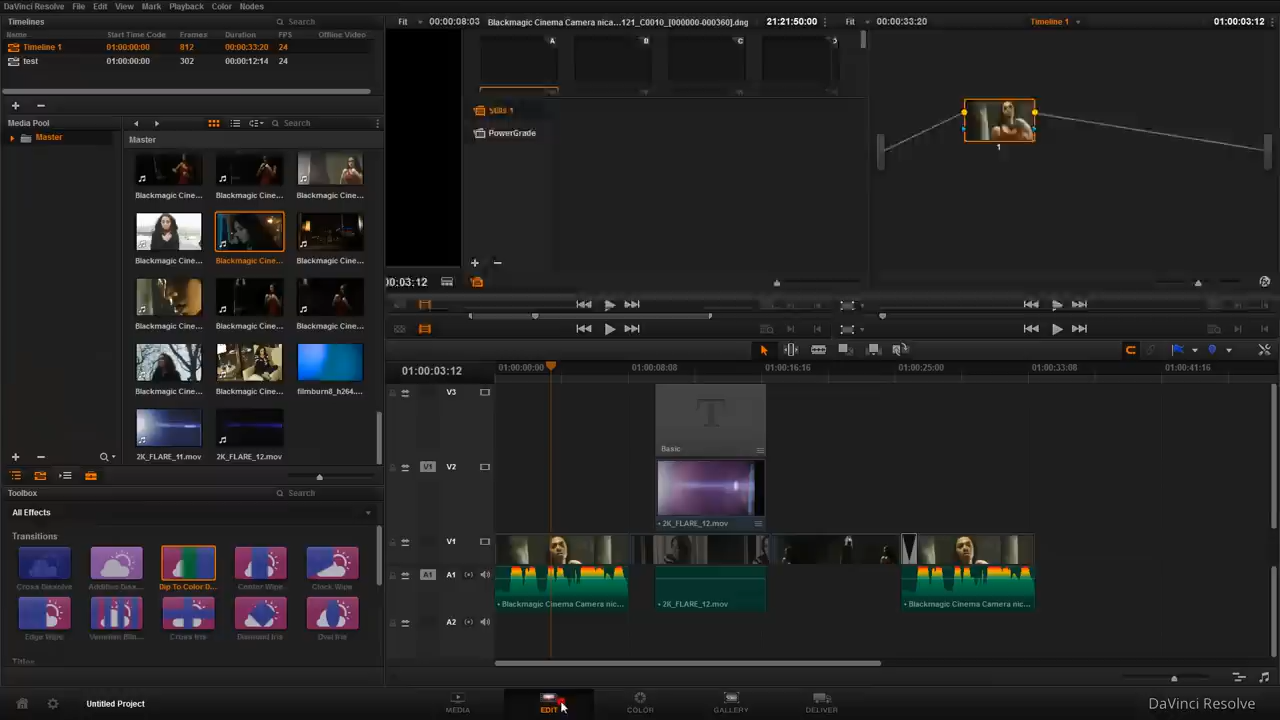 DaVinci Resolve File Edit View Mark Playback Color Nodes
Timelines Search
Name Start Time Code Frames Duration FPS Offline Video
Timeline 1 01:00:00:00 812 00:00:33:20 24
test 01:00:00:00 302 00:00:12:14 24
Fit 00:00:08:03 Blackmagic Cinema Camera nica...121_C0010_[000000-000360].dng 21:21:50:00 Fit 00:00:33:20 Timeline 1 01:00:03:12
A B C
Stills 1
PowerGrade
1
00:03:12
Media Pool Search
Master Master
Blackmagic Cine... Blackmagic Cine... Blackmagic Cine...
Blackmagic Cine... Blackmagic Cine... Blackmagic Cine...
Blackmagic Cine... Blackmagic Cine... Blackmagic Cine...
Blackmagic Cine... Blackmagic Cine... filmburn8_h264....
2K_FLARE_11.mov 2K_FLARE_12.mov
Toolbox Search
All Effects
Transitions
Cross Dissolve Additive Diss... Dip To Color D... Center Wipe Clock Wipe
Edge Wipe Venetian Blin... Cross Iris Diamond Iris Oval Iris
Titles
01:00:03:12 01:00:00:00 01:00:08:08 01:00:16:16 01:00:25:00 01:00:33:08 01:00:41:16
V3
T
Basic
V1 V2
2K_FLARE_12.mov
V1
A1 A1
Blackmagic Cinema Camera nic... 2K_FLARE_12.mov Blackmagic Cinema Camera nic...
A2
Untitled Project MEDIA EDIT COLOR GALLERY DELIVER DaVinci Resolve